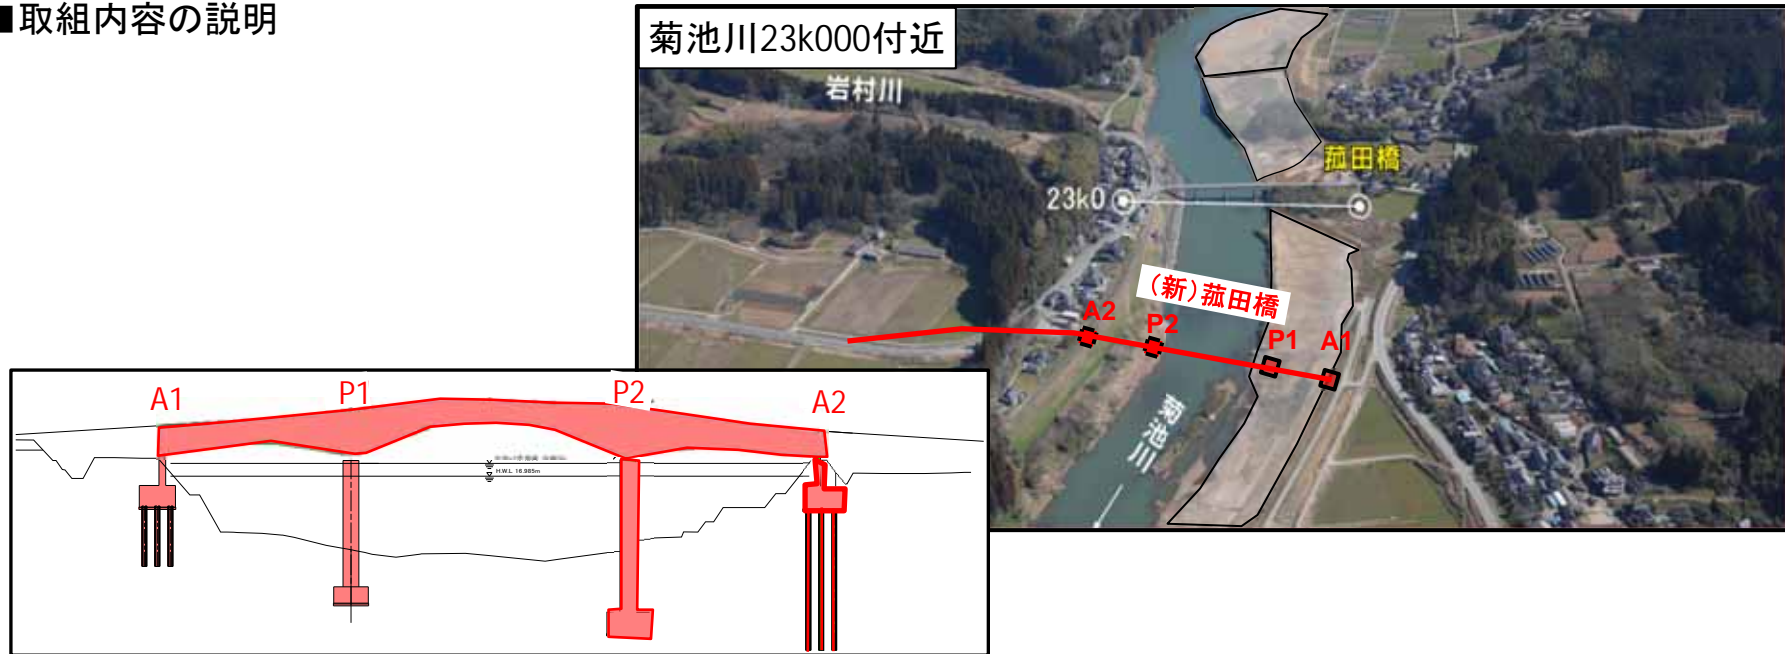 ■取組内容の説明
菊池川23k000付近
岩村川
菰田橋
23k0
(新)菰田橋
A2
P2
P1
A1
菊池川
A1
P1
P2
A2
H.W.L 16.985m